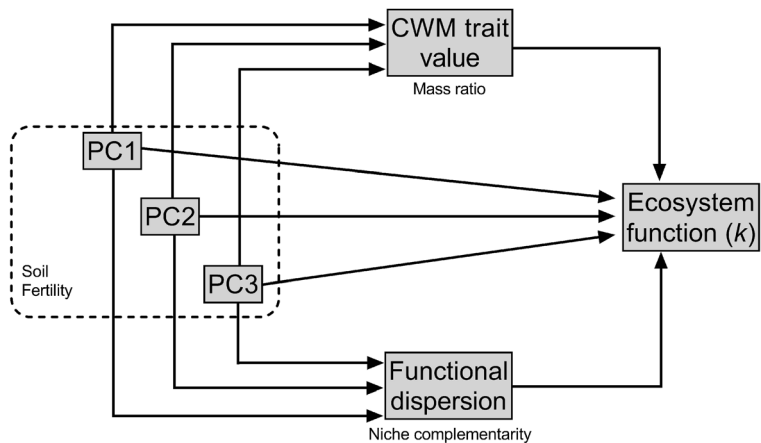 CWM trait
value
Mass ratio
PC1
PC2
PC3
Soil
Fertility
Ecosystem
function (k)
Functional
dispersion
Niche complementarity